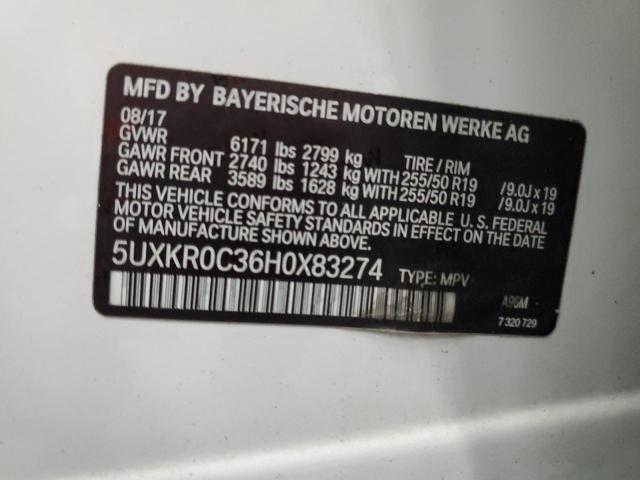 MFD BY BAYERISCHE MOTOREN WERKE AG
08/17
GVWR 6171 lbs 2799 kg TIRE / RIM
GAWR FRONT 2740 lbs 1243 kg WITH 255/50 R19 /9.0J x 19
GAWR REAR 3589 lbs 1628 kg WITH 255/50 R19 /9.0J x 19
THIS VEHICLE CONFORMS TO ALL APPLICABLE U.S. FEDERAL
MOTOR VEHICLE SAFETY STANDARDS IN EFFECT ON THE DATE
OF MANUFACTURE SHOWN ABOVE.
5UXKR0C36H0X83274 TYPE: MPV
A96M
7 320 729